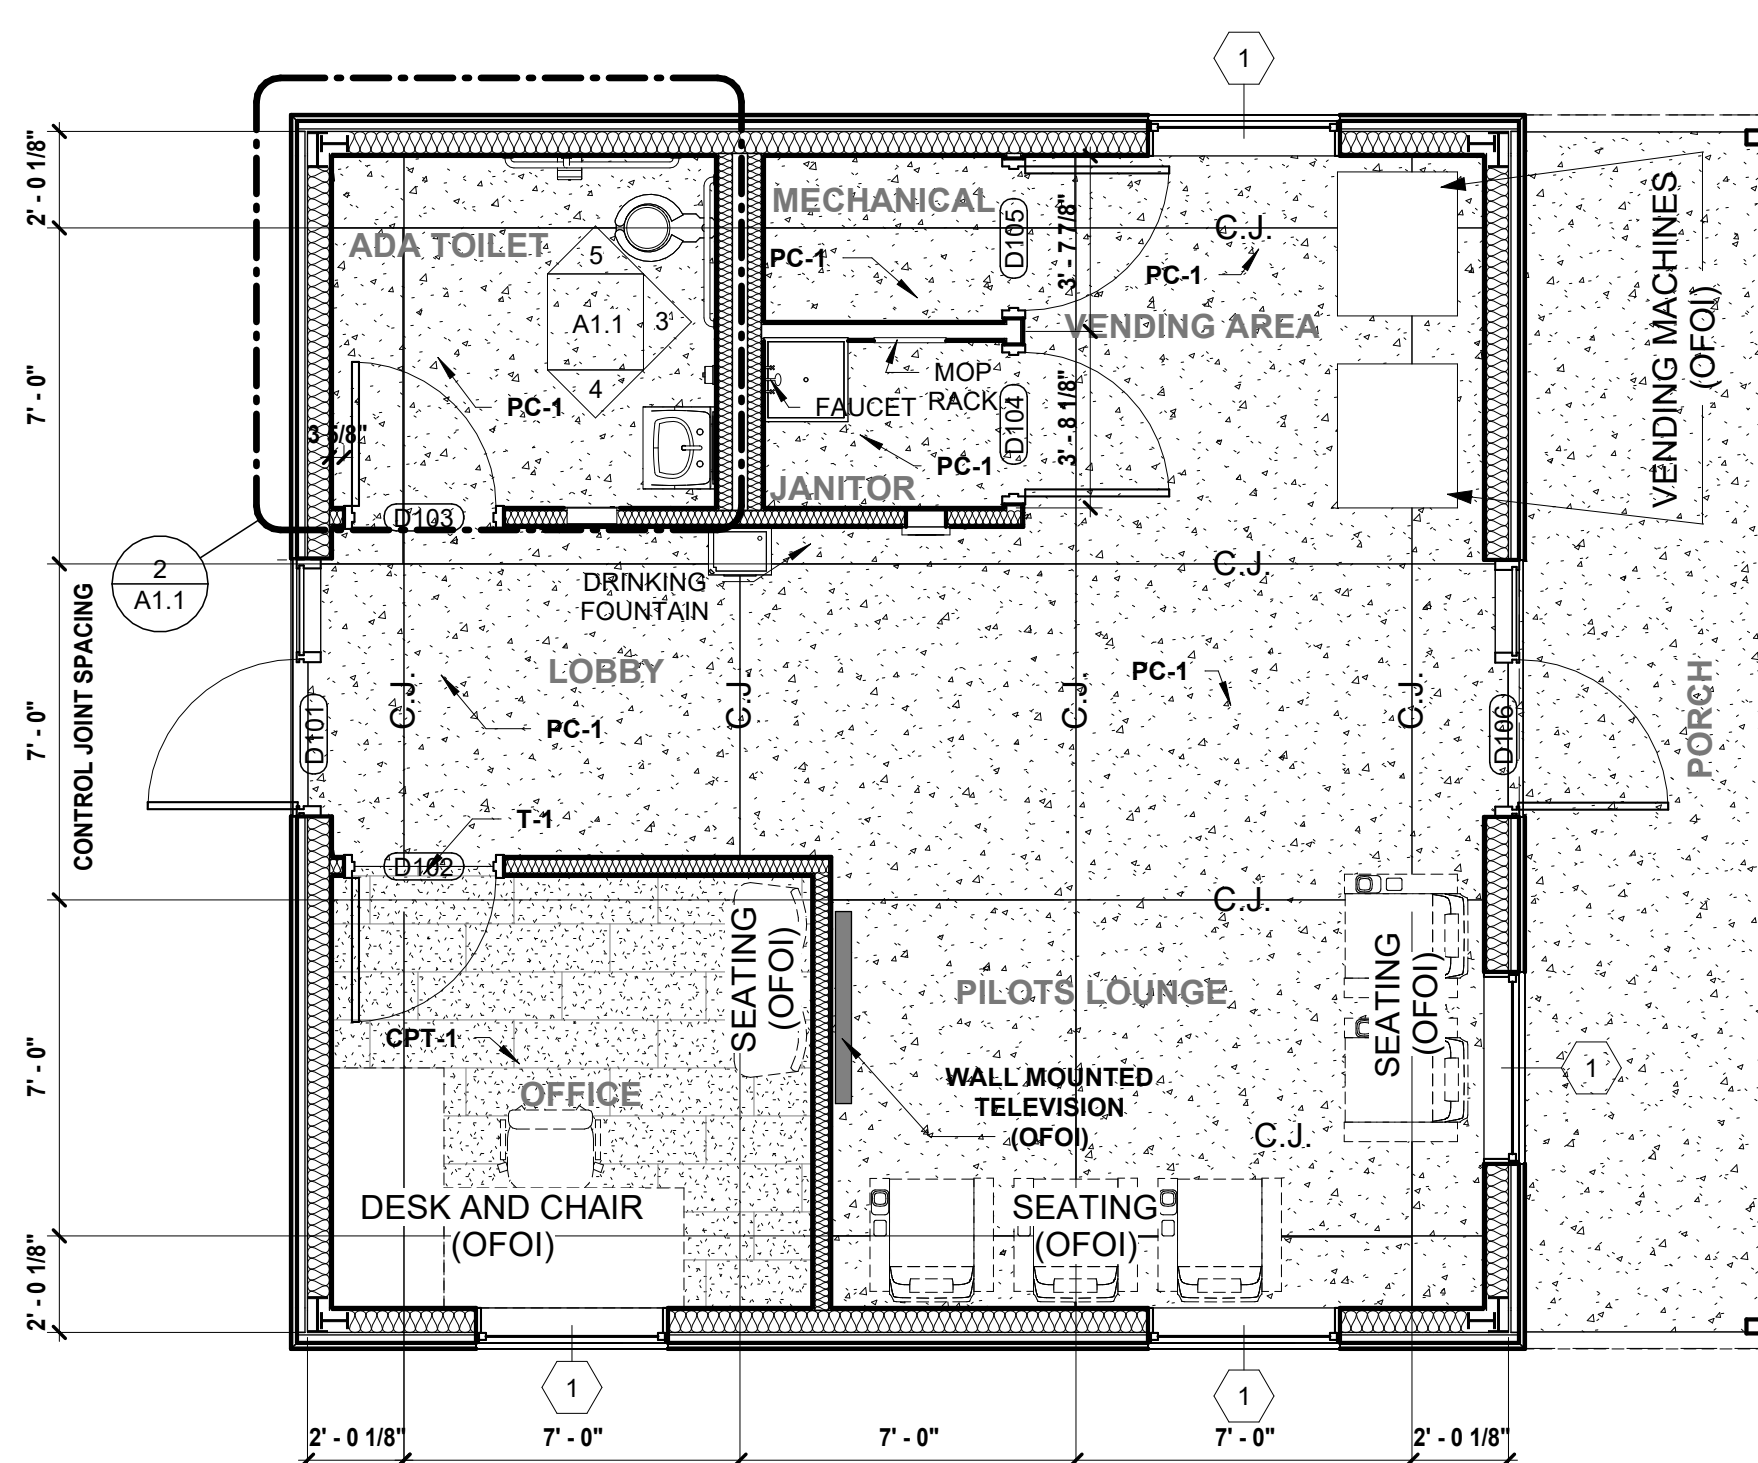 1
2' - 0 1/8"
7' - 0"
7' - 0"
7' - 0"
2' - 0 1/8"
CONTROL JOINT SPACING
2
A1.1
ADA TOILET
5
A1.1
3
4
PC-1
3 5/8"
D103
MECHANICAL
PC-1
D105
3' - 7 7/8"
C.J.
PC-1
VENDING AREA
VENDING MACHINES
(OFOI)
MOP
RACK
FAUCET
D104
3' - 8 1/8"
PC-1
JANITOR
DRINKING
FOUNTAIN
C.J.
LOBBY
PC-1
D101
C.J.
C.J.
C.J.
C.J.
PC-1
D106
PORCH
T-1
D102
C.J.
SEATING
(OFOI)
CPT-1
OFFICE
DESK AND CHAIR
(OFOI)
PILOTS LOUNGE
WALL MOUNTED
TELEVISION
(OFOI)
C.J.
SEATING
(OFOI)
SEATING
(OFOI)
1
1
1
2' - 0 1/8"
7' - 0"
7' - 0"
7' - 0"
2' - 0 1/8"